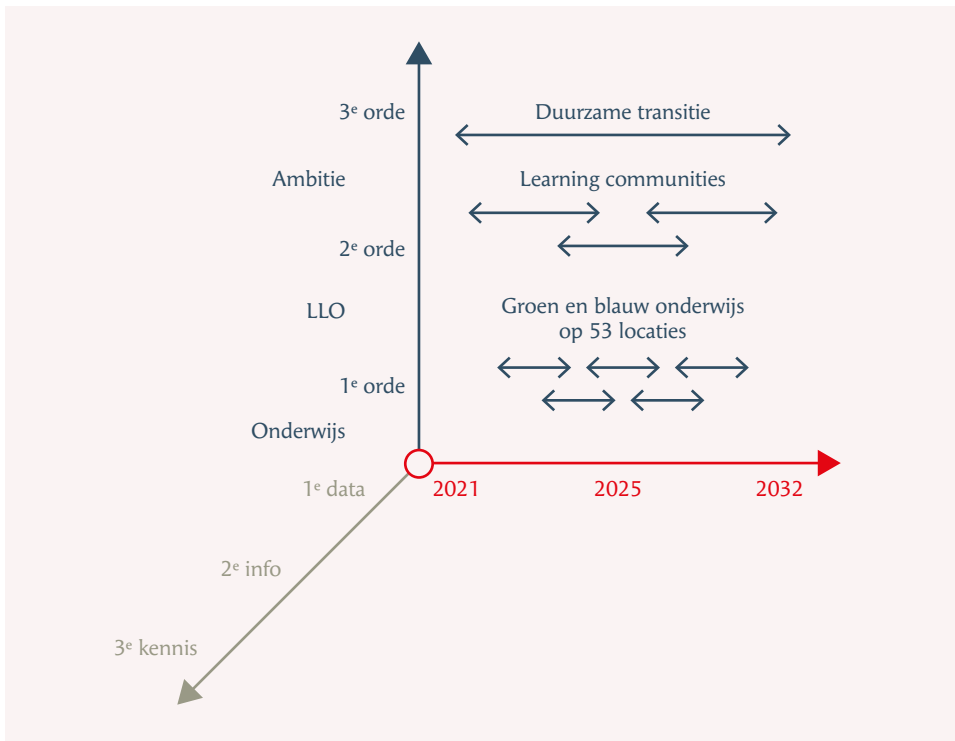 3e orde
Duurzame transitie
Ambitie
Learning communities
2e orde
LLO
Groen en blauw onderwijs
op 53 locaties
1e orde
Onderwijs
1e data
2021
2025
2032
2e info
3e kennis